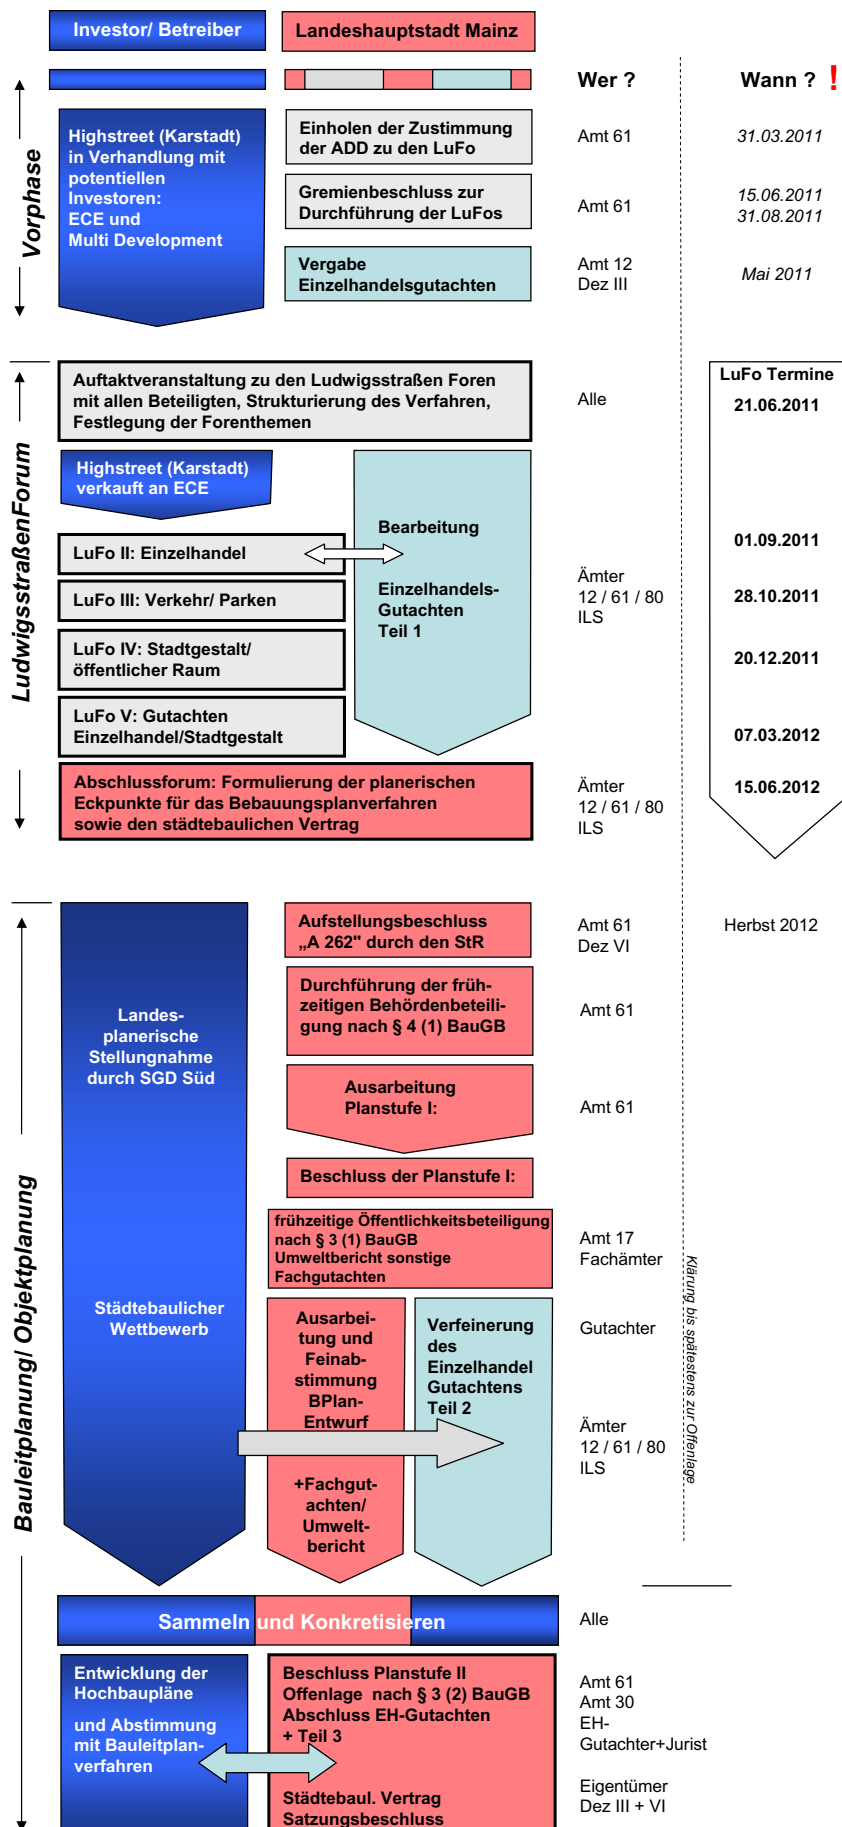 Investor/ Betreiber
Landeshauptstadt Mainz
Wer ?
Wann ? !
Vorphase
Highstreet (Karstadt)
in Verhandlung mit
potentiellen
Investoren:
ECE und
Multi Development
Einholen der Zustimmung
der ADD zu den LuFo
Amt 61
31.03.2011
Gremienbeschluss zur
Durchführung der LuFos
Amt 61
15.06.2011
31.08.2011
Vergabe
Einzelhandelsgutachten
Amt 12
Dez III
Mai 2011
LudwigsstraßenForum
Auftaktveranstaltung zu den Ludwigsstraßen Foren
mit allen Beteiligten, Strukturierung des Verfahren,
Festlegung der Forenthemen
Alle
LuFo Termine
21.06.2011
Highstreet (Karstadt)
verkauft an ECE
Bearbeitung
Einzelhandels-
Gutachten
Teil 1
LuFo II: Einzelhandel
01.09.2011
LuFo III: Verkehr/ Parken
Ämter
12 / 61 / 80
ILS
28.10.2011
LuFo IV: Stadtgestalt/
öffentlicher Raum
20.12.2011
LuFo V: Gutachten
Einzelhandel/Stadtgestalt
07.03.2012
Abschlussforum: Formulierung der planerischen
Eckpunkte für das Bebauungsplanverfahren
sowie den städtebaulichen Vertrag
Ämter
12 / 61 / 80
ILS
15.06.2012
Bauleitplanung/ Objektplanung
Landes-
planerische
Stellungnahme
durch SGD Süd
Städtebaulicher
Wettbewerb
Aufstellungsbeschluss
„A 262" durch den StR
Amt 61
Dez VI
Herbst 2012
Durchführung der früh-
zeitigen Behördenbeteili-
gung nach § 4 (1) BauGB
Amt 61
Ausarbeitung
Planstufe I:
Amt 61
Beschluss der Planstufe I:
frühzeitige Öffentlichkeitsbeteiligung
nach § 3 (1) BauGB
Umweltbericht sonstige
Fachgutachten
Amt 17
Fachämter
Klärung bis spätestens zur Offenlage
Ausarbei-
tung und
Feinab-
stimmung
BPlan-
Entwurf
+Fachgut-
achten/
Umwelt-
bericht
Verfeinerung
des
Einzelhandel
Gutachtens
Teil 2
Gutachter
Ämter
12 / 61 / 80
ILS
Sammeln und Konkretisieren
Alle
Entwicklung der
Hochbaupläne
und Abstimmung
mit Bauleitplan-
verfahren
Beschluss Planstufe II
Offenlage nach § 3 (2) BauGB
Abschluss EH-Gutachten
+ Teil 3
Städtebaul. Vertrag
Satzungsbeschluss
Amt 61
Amt 30
EH-
Gutachter+Jurist
Eigentümer
Dez III + VI